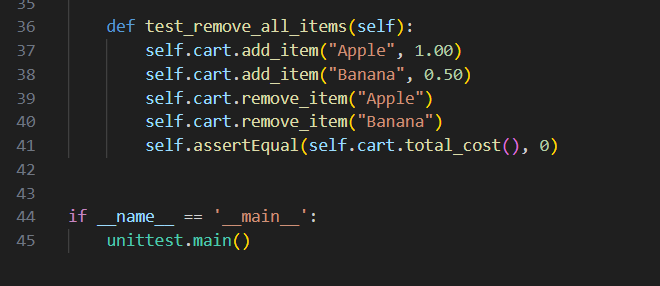 35
36 def test_remove_all_items(self):
37 self.cart.add_item("Apple", 1.00)
38 self.cart.add_item("Banana", 0.50)
39 self.cart.remove_item("Apple")
40 self.cart.remove_item("Banana")
41 self.assertEqual(self.cart.total_cost(), 0)
42
43
44 if __name__ == '__main__':
45 unittest.main()